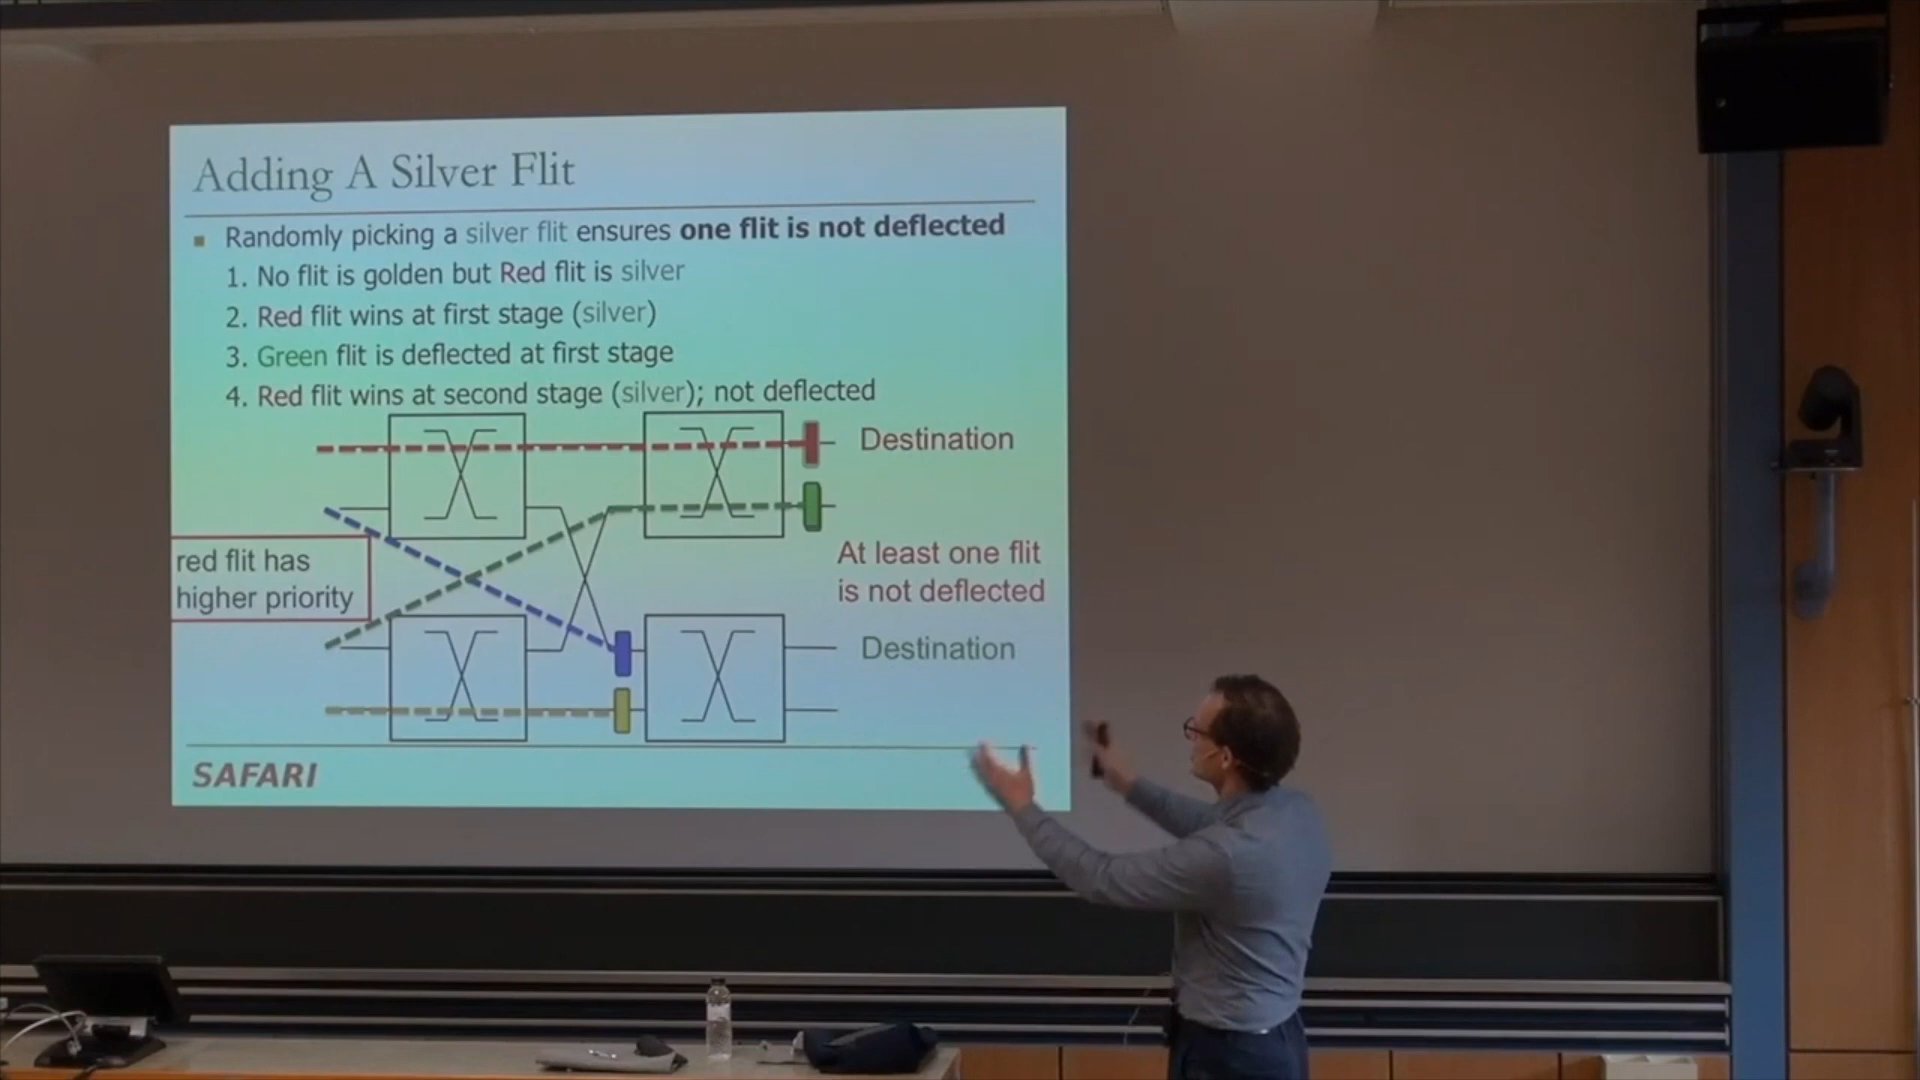 Adding A Silver Flit
Randomly picking a silver flit ensures one flit is not deflected
1. No flit is golden but Red flit is silver
2. Red flit wins at first stage (silver)
3. Green flit is deflected at first stage
4. Red flit wins at second stage (silver); not deflected
Destination
red flit has
higher priority
At least one flit
is not deflected
Destination
SAFARI